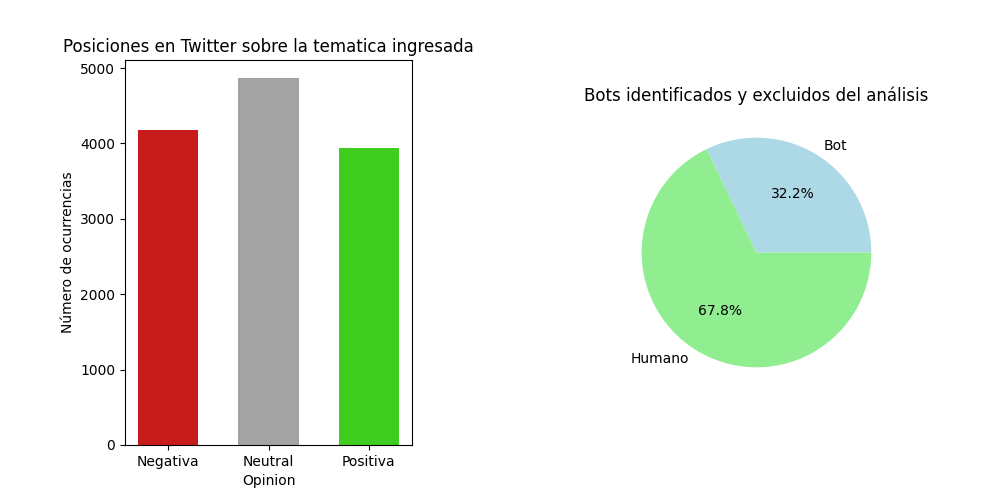 Posiciones en Twitter sobre la tematica ingresada
5000
4000
3000
2000
1000
0
Número de ocurrencias
Negativa
Neutral
Positiva
Opinion
Bots identificados y excluidos del análisis
Bot
32.2%
67.8%
Humano